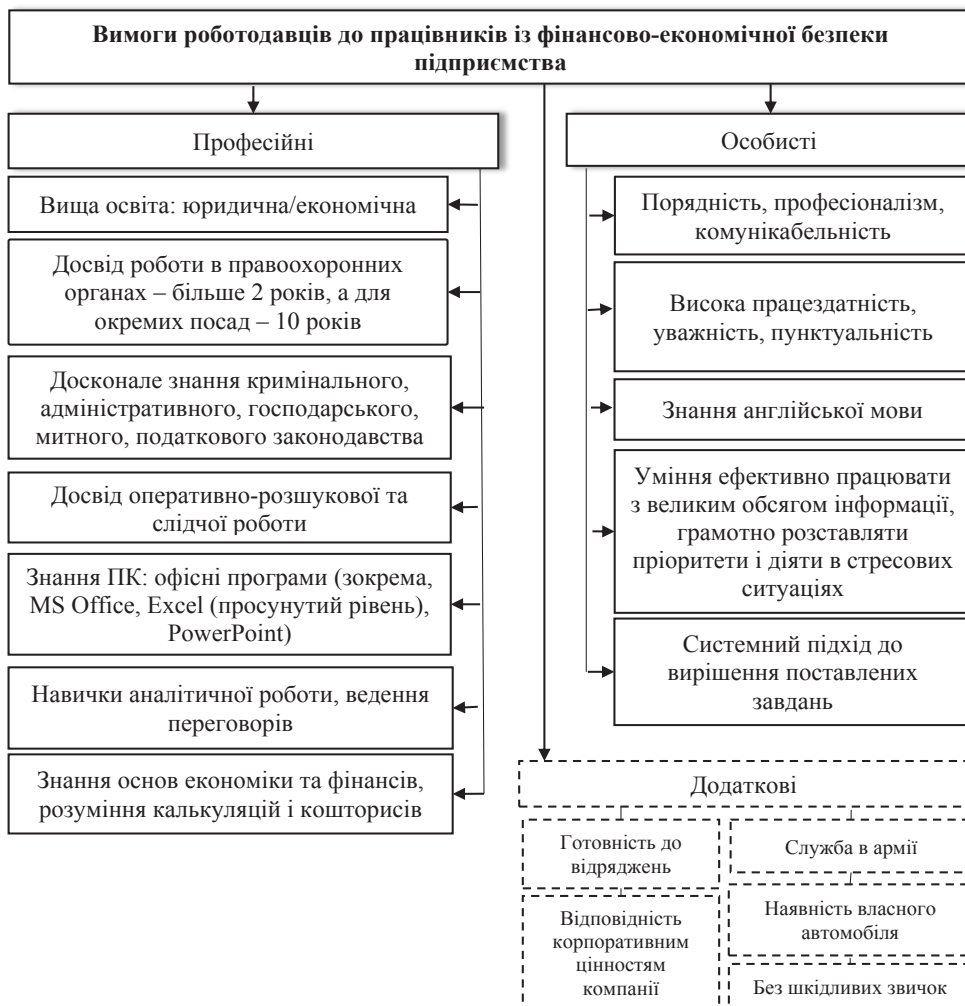 Вимоги роботодавців до працівників із фінансово-економічної безпеки
підприємства
Професійні
Вища освіта: юридична/економічна
Досвід роботи в правоохоронних
органах – більше 2 років, а для
окремих посад – 10 років
Досконале знання кримінального,
адміністративного, господарського,
митного, податкового законодавства
Досвід оперативно-розшукової та
слідчої роботи
Знання ПК: офісні програми (зокрема,
MS Office, Excel (просунутий рівень),
PowerPoint)
Навички аналітичної роботи, ведення
переговорів
Знання основ економіки та фінансів,
розуміння калькуляцій і кошторисів
Особисті
Порядність, професіоналізм,
комунікабельність
Висока працездатність,
уважність, пунктуальність
Знання англійської мови
Уміння ефективно працювати
з великим обсягом інформації,
грамотно розставляти
пріоритети і діяти в стресових
ситуаціях
Системний підхід до
вирішення поставлених
завдань
Додаткові
Готовність до
відряджень
Відповідність
корпоративним
цінностям
компанії
Служба в армії
Наявність власного
автомобіля
Без шкідливих звичок